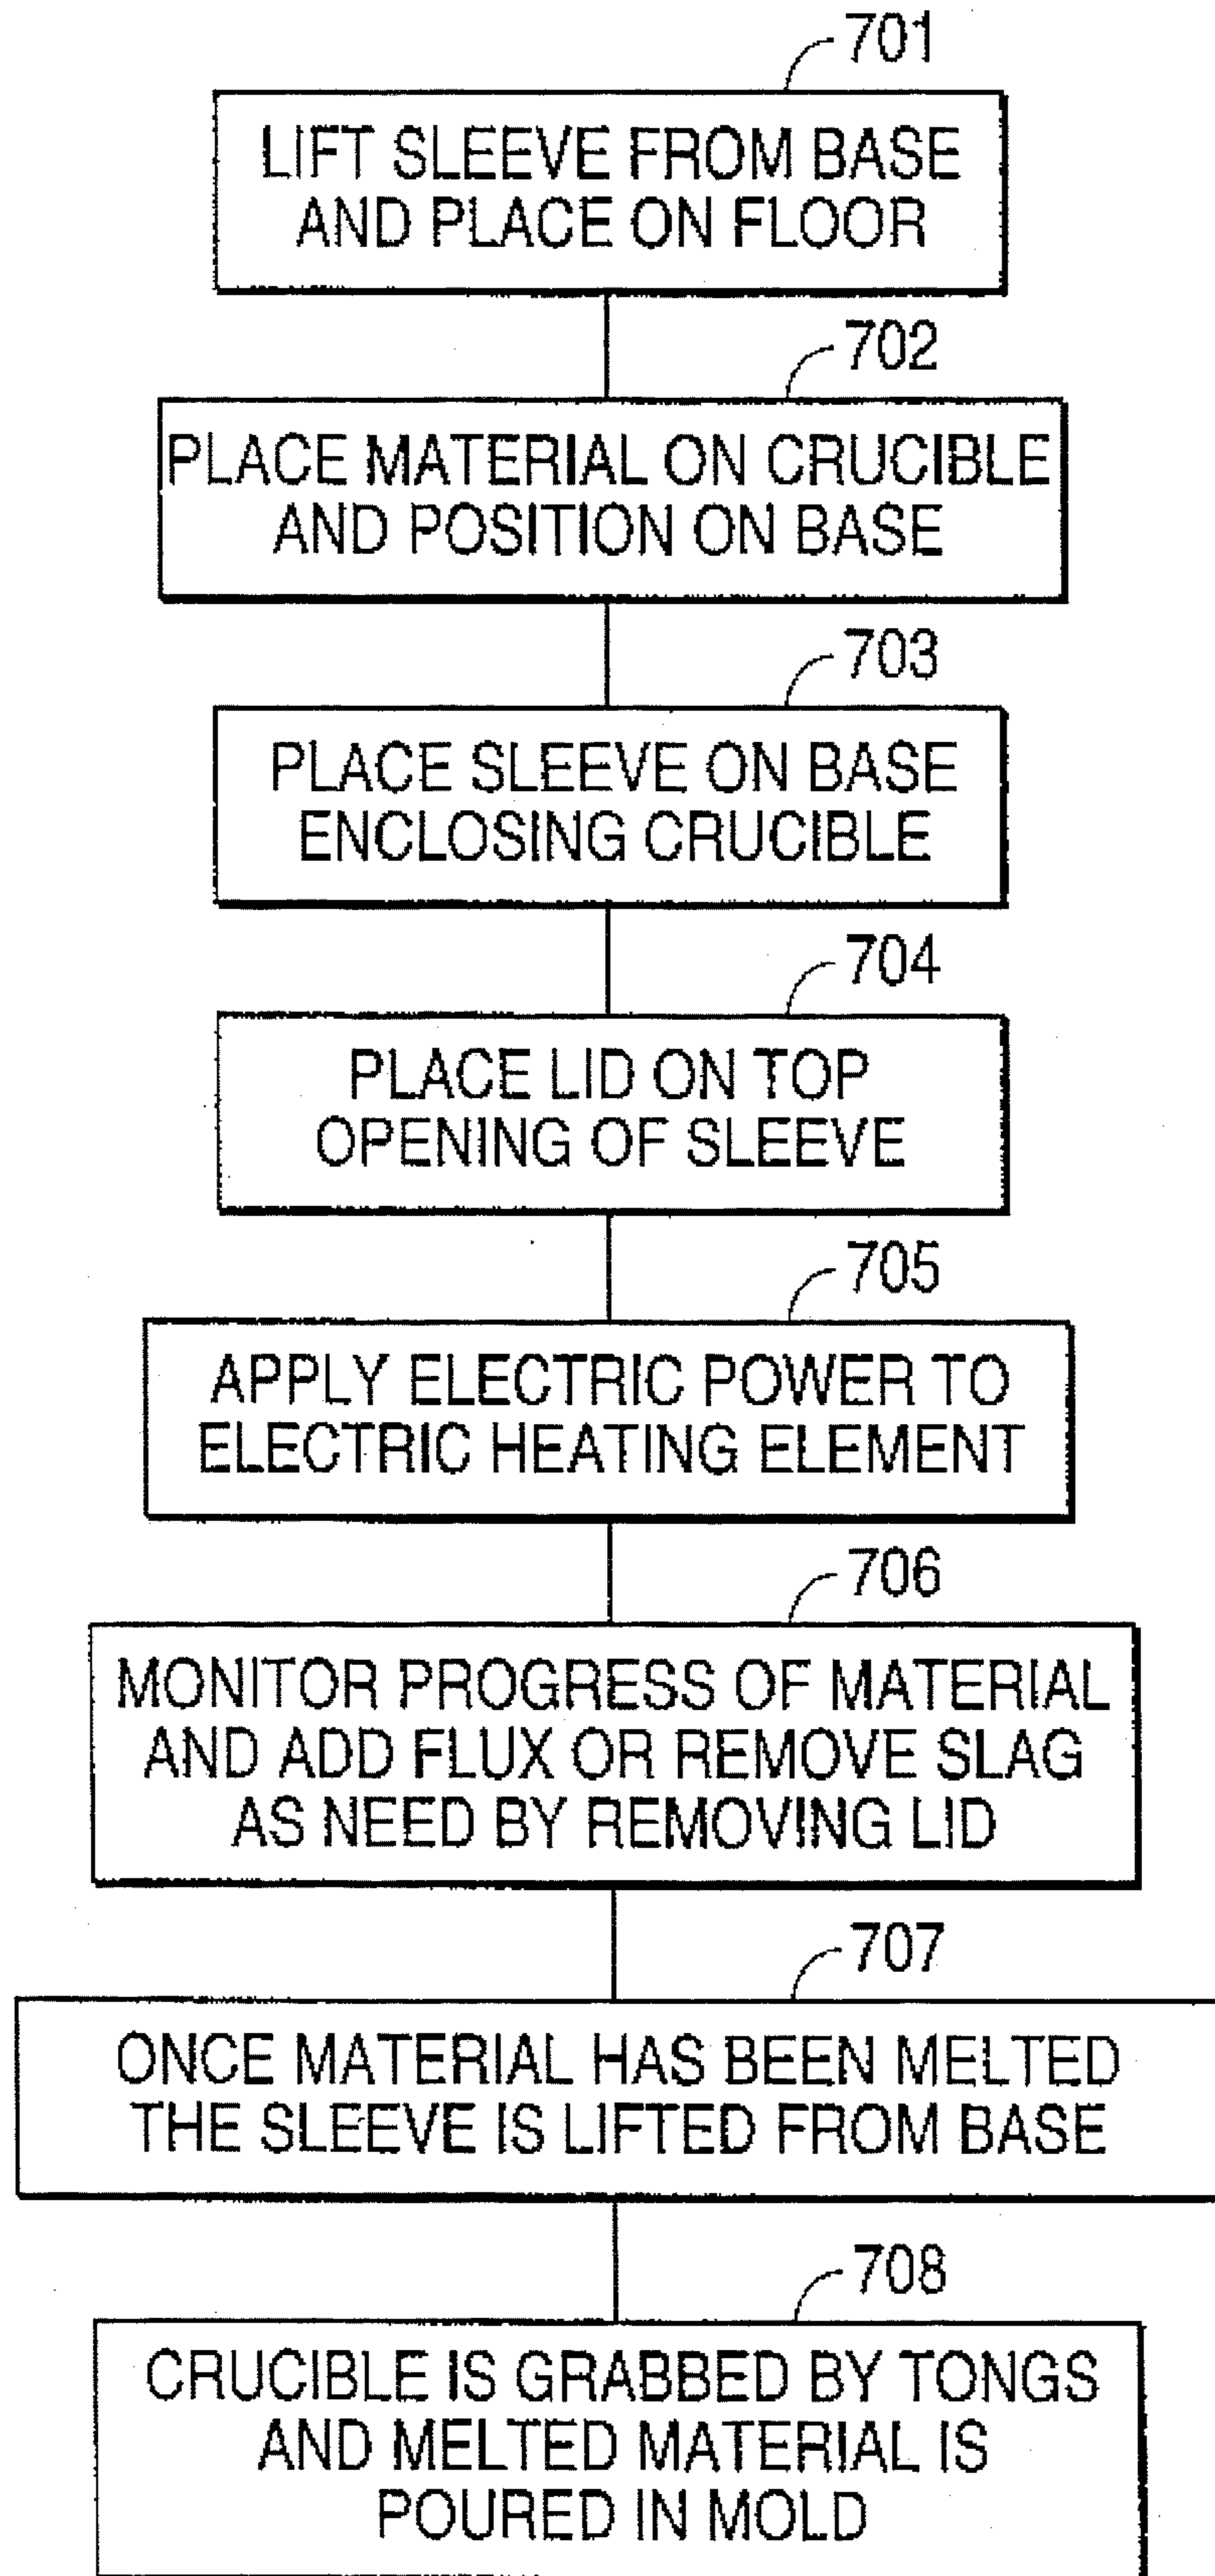 701
LIFT SLEEVE FROM BASE
AND PLACE ON FLOOR
702
PLACE MATERIAL ON CRUCIBLE
AND POSITION ON BASE
703
PLACE SLEEVE ON BASE
ENCLOSING CRUCIBLE
704
PLACE LID ON TOP
OPENING OF SLEEVE
705
APPLY ELECTRIC POWER TO
ELECTRIC HEATING ELEMENT
706
MONITOR PROGRESS OF MATERIAL
AND ADD FLUX OR REMOVE SLAG
AS NEED BY REMOVING LID
707
ONCE MATERIAL HAS BEEN MELTED
THE SLEEVE IS LIFTED FROM BASE
708
CRUCIBLE IS GRABBED BY TONGS
AND MELTED MATERIAL IS
POURED IN MOLD